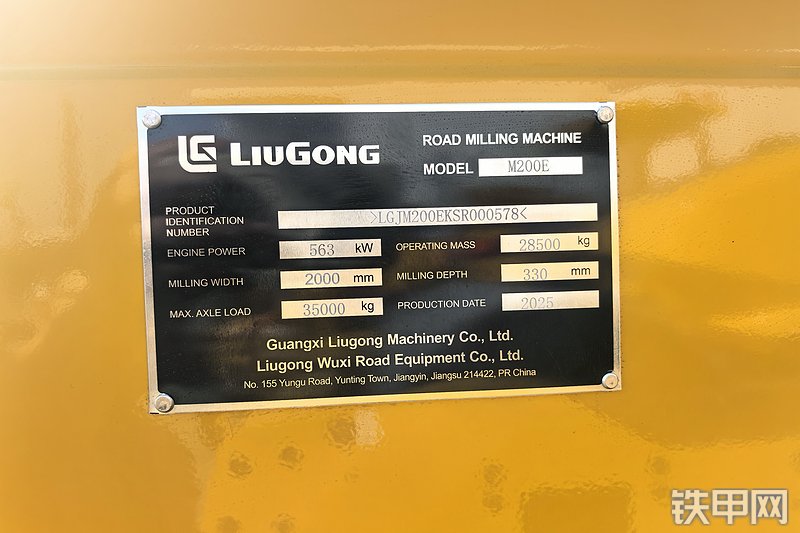 LIUGONG
ROAD MILLING MACHINE
MODEL M200E
PRODUCT IDENTIFICATION NUMBER >LGJM200EKSR000578<
ENGINE POWER 563 kW OPERATING MASS 28500 kg
MILLING WIDTH 2000 mm MILLING DEPTH 330 mm
MAX. AXLE LOAD 35000 kg PRODUCTION DATE 2025
Guangxi Liugong Machinery Co., Ltd.
Liugong Wuxi Road Equipment Co., Ltd.
No. 155 Yungu Road, Yunting Town, Jiangyin, Jiangsu 214422, PR China
铁甲网